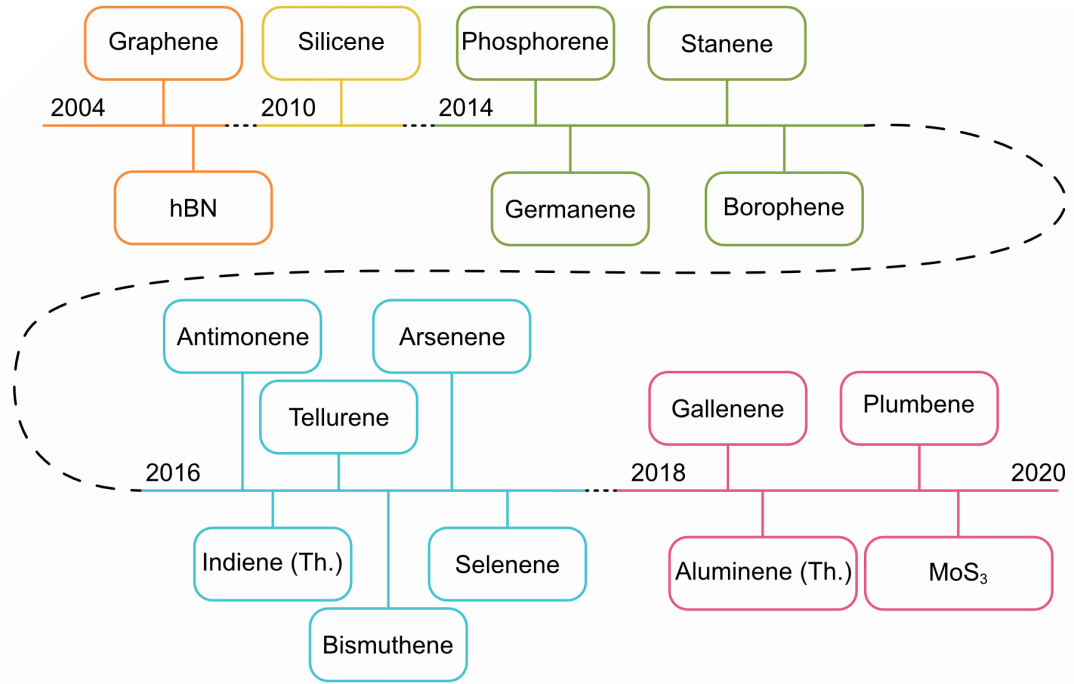 Graphene
Silicene
Phosphorene
Stanene
2004
2010
2014
hBN
Germanene
Borophene
Antimonene
Arsenene
Tellurene
Gallenene
Plumbene
2016
2018
2020
Indiene (Th.)
Selenene
Aluminene (Th.)
MoS₃
Bismuthene